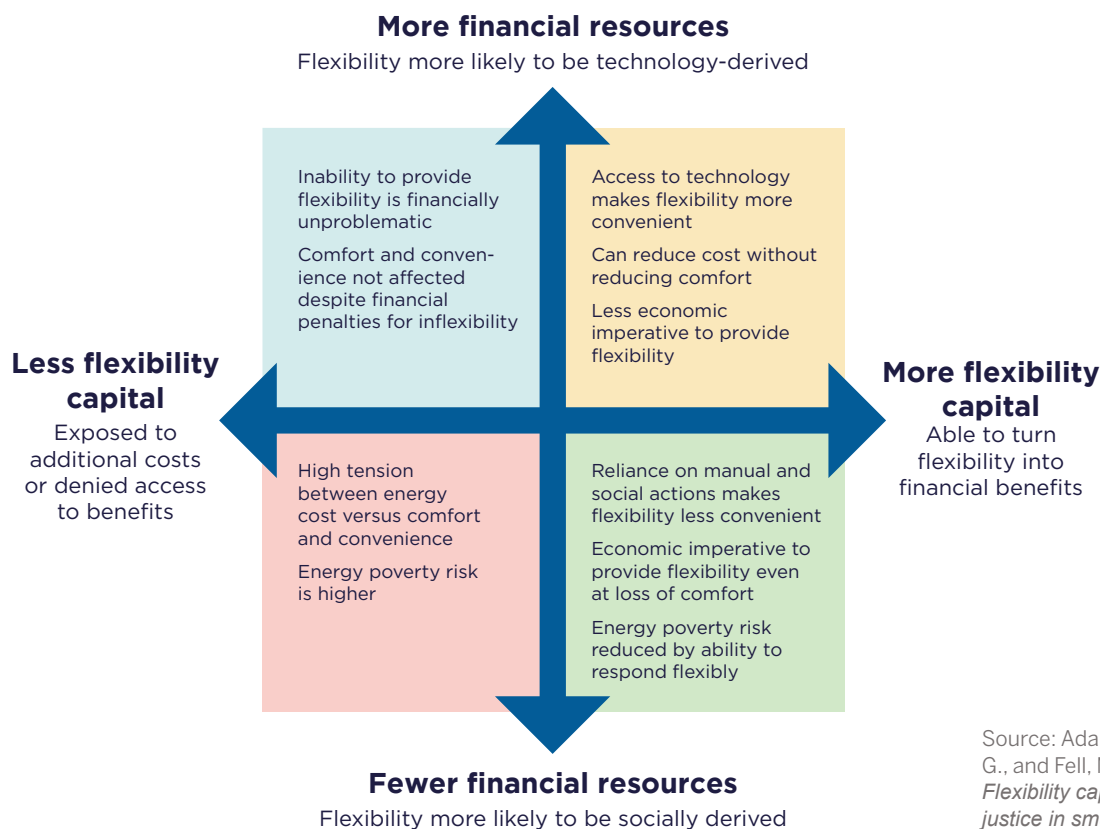 More financial resources
Flexibility more likely to be technology-derived
Inability to provide
flexibility is financially
unproblematic
Comfort and conven-
ience not affected
despite financial
penalties for inflexibility
Access to technology
makes flexibility more
convenient
Can reduce cost without
reducing comfort
Less economic
imperative to provide
flexibility
Less flexibility
capital
Exposed to
additional costs
or denied access
to benefits
More flexibility
capital
Able to turn
flexibility into
financial benefits
High tension
between energy
cost versus comfort
and convenience
Energy poverty risk
is higher
Reliance on manual and
social actions makes
flexibility less convenient
Economic imperative to
provide flexibility even
at loss of comfort
Energy poverty risk
reduced by ability to
respond flexibly
Fewer financial resources
Flexibility more likely to be socially derived
Source: Ada
G., and Fell,
Flexibility ca
justice in sm